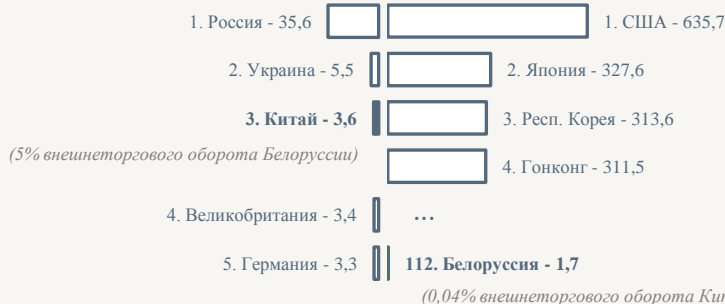 1. Россия - 35,6
1. США - 635,7
2. Украина - 5,5
2. Япония - 327,6
3. Китай - 3,6
3. Респ. Корея - 313,6
(5% внешнеторгового оборота Белоруссии)
4. Гонконг - 311,5
4. Великобритания - 3,4
...
5. Германия - 3,3
112. Белоруссия - 1,7
(0,04% внешнеторгового оборота